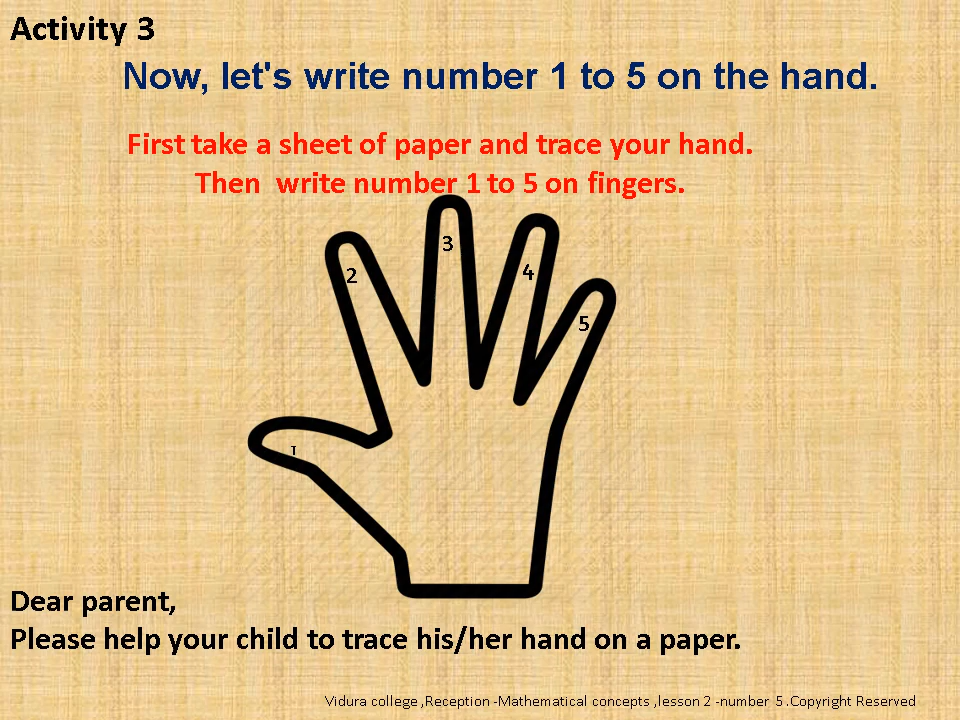 Activity 3
Now, let's write number 1 to 5 on the hand.
First take a sheet of paper and trace your hand.
Then write number 1 to 5 on fingers.
3
2
4
5
1
Dear parent,
Please help your child to trace his/her hand on a paper.
Vidura college ,Reception -Mathematical concepts ,lesson 2 -number 5 .Copyright Reserved